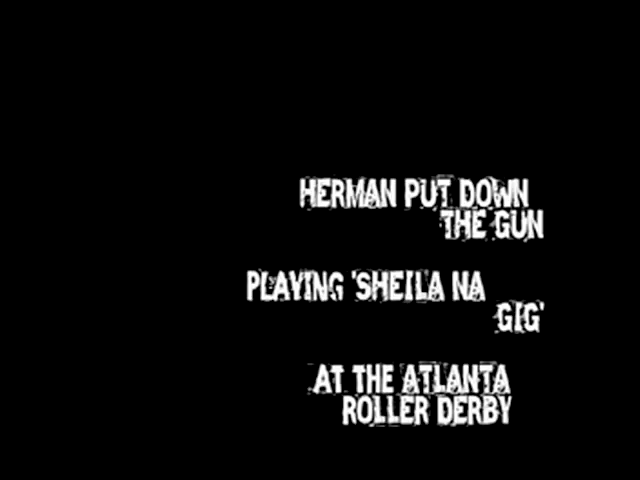 HERMAN PUT DOWN
THE GUN
PLAYING 'SHEILA NA
GIG'
AT THE ATLANTA
ROLLER DERBY